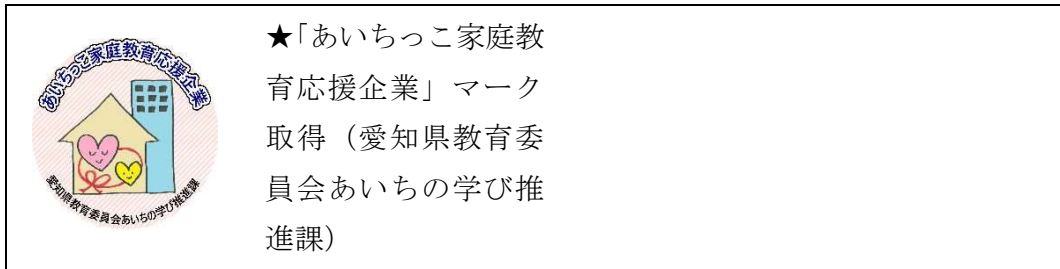 あいちっこ家庭教育応援企業
愛知県教育委員会あいちの学び推進課
★「あいちっこ家庭教
育応援企業」マーク
取得（愛知県教育委
員会あいちの学び推
進課）